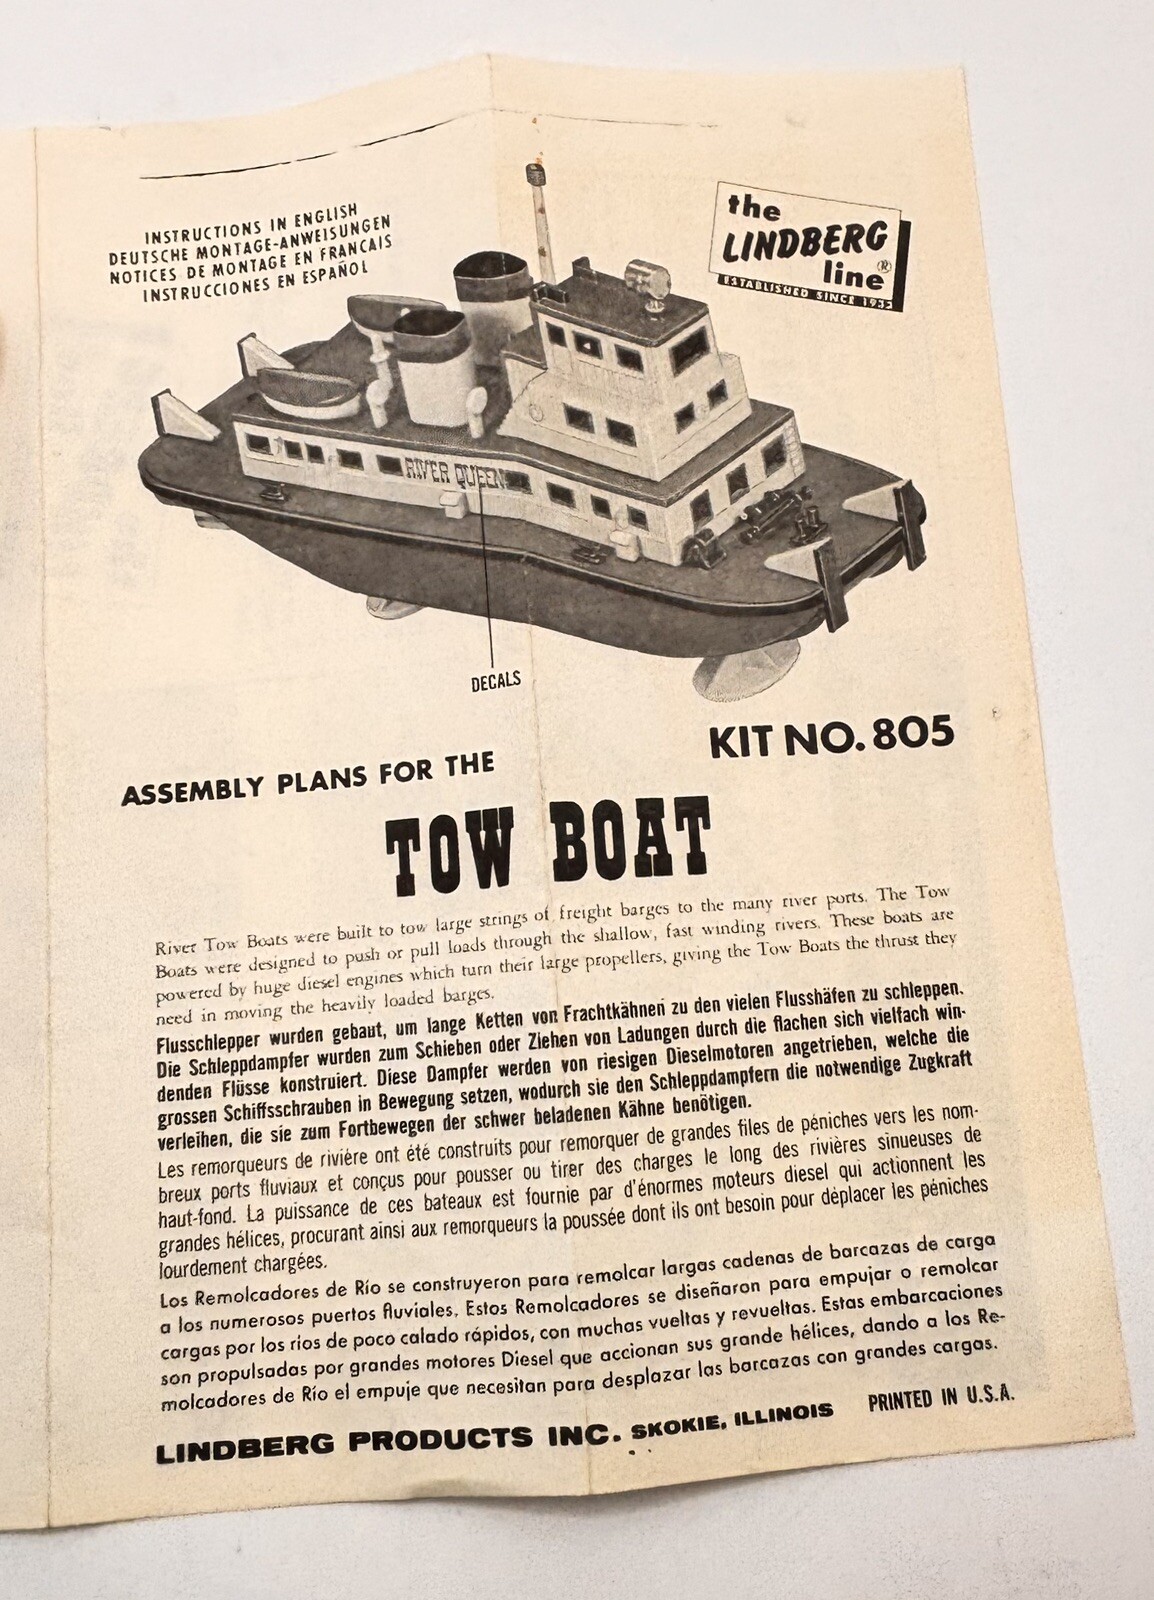 INSTRUCTIONS IN ENGLISH
DEUTSCHE MONTAGE-ANWEISUNGEN
NOTICES DE MONTAGE EN FRANCAIS
INSTRUCCIONES EN ESPAÑOL
the
LINDBERG
line®
ESTABLISHED SINCE 1933
RIVER QUEEN
DECALS
KIT NO. 805
ASSEMBLY PLANS FOR THE
TOW BOAT
River Tow Boats were built to tow large strings of freight barges to the many river ports. The Tow
Boats were designed to push or pull loads through the shallow, fast winding rivers. These boats are
powered by huge diesel engines which turn their large propellers, giving the Tow Boats the thrust they
need in moving the heavily loaded barges.
Flusschlepper wurden gebaut, um lange Ketten von Frachtkähnen zu den vielen Flusshäfen zu schleppen.
Die Schleppdampfer wurden zum Schieben oder Ziehen von Ladungen durch die flachen sich vielfach win-
denden Flüsse konstruiert. Diese Dampfer werden von riesigen Dieselmotoren angetrieben, welche die
grossen Schiffsschrauben in Bewegung setzen, wodurch sie den Schleppdampfern die notwendige Zugkraft
verleihen, die sie zum Fortbewegen der schwer beladenen Kähne benötigen.
Les remorqueurs de rivière ont été construits pour remorquer de grandes files de péniches vers les nom-
breux ports fluviaux et conçus pour pousser ou tirer des charges le long des rivières sinueuses de
haut-fond. La puissance de ces bateaux est fournie par d'énormes moteurs diesel qui actionnent les
grandes hélices, procurant ainsi aux remorqueurs la poussée dont ils ont besoin pour déplacer les péniches
lourdement chargées.
Los Remolcadores de Río se construyeron para remolcar largas cadenas de barcazas de carga
a los numerosos puertos fluviales. Estos Remolcadores se diseñaron para empujar o remolcar
cargas por los ríos de poco calado rápidos, con muchas vueltas y revueltas. Estas embarcaciones
son propulsadas por grandes motores Diesel que accionan sus grande hélices, dando a los Re-
molcadores de Río el empuje que necesitan para desplazar las barcazas con grandes cargas.
LINDBERG PRODUCTS INC. SKOKIE, ILLINOIS PRINTED IN U.S.A.